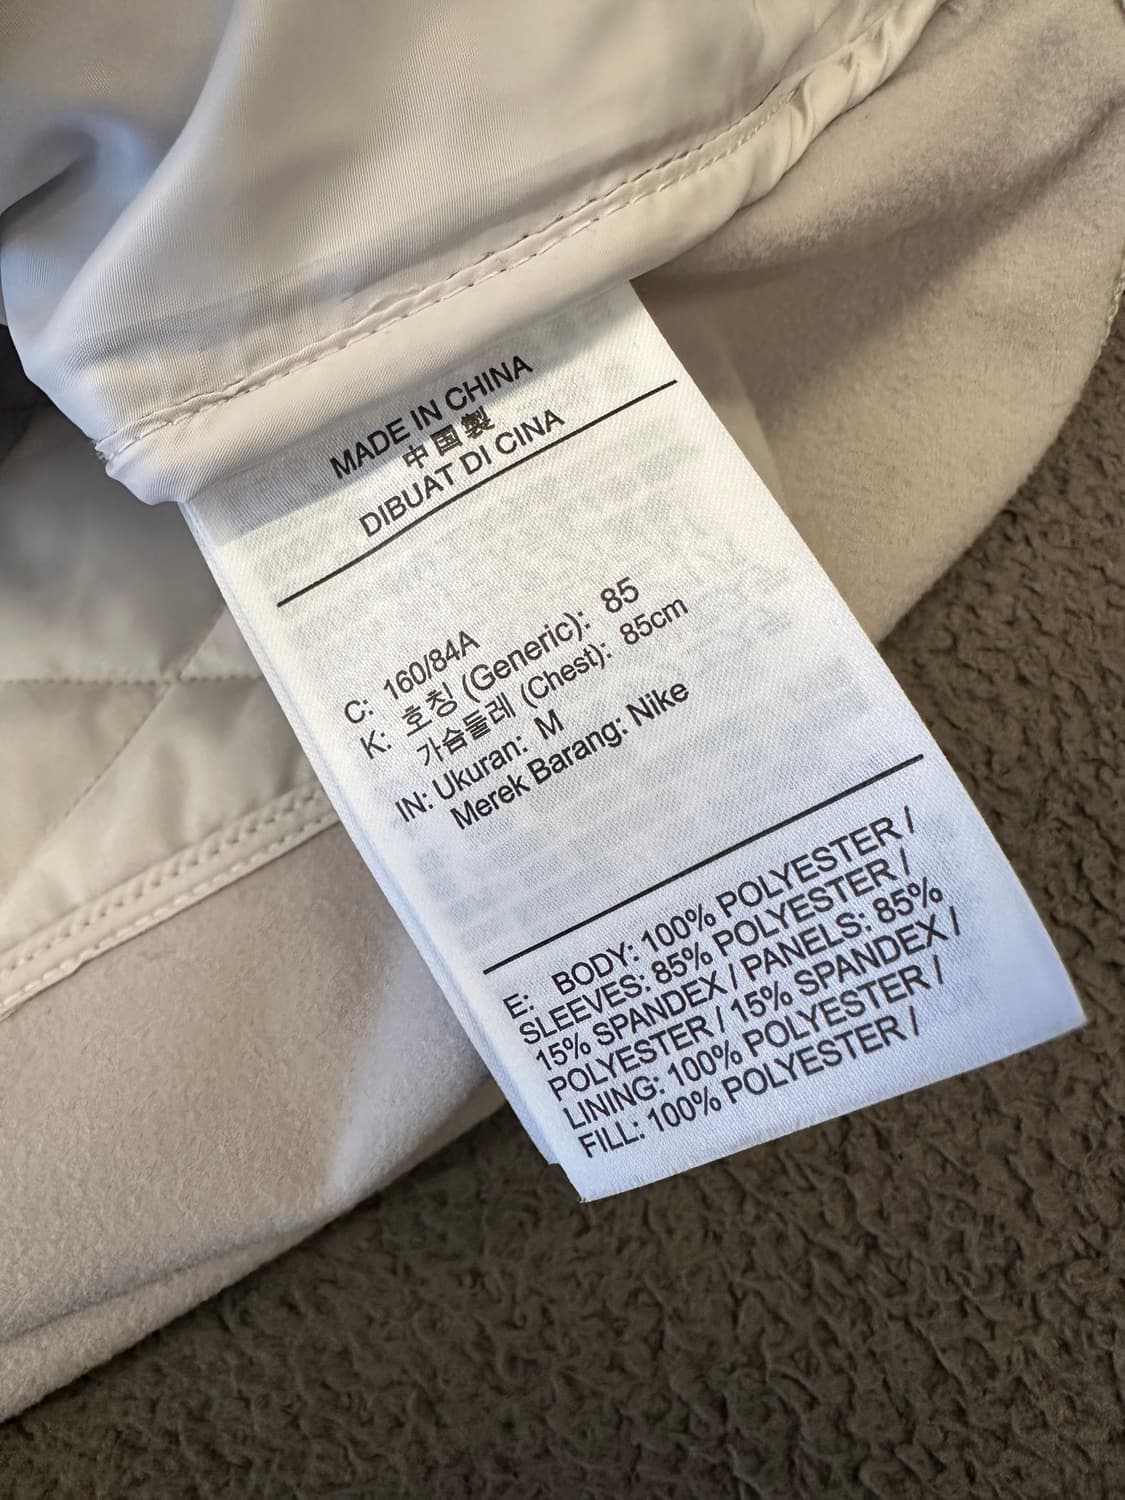 MADE IN CHINA
中国製
DIBUAT DI CINA
C: 160/84A
K: 호칭 (Generic): 85
가슴둘레 (Chest): 85cm
IN: Ukuran: M
Merek Barang: Nike
E: BODY: 100% POLYESTER /
SLEEVES: 85% POLYESTER /
15% SPANDEX / PANELS: 85%
POLYESTER / 15% SPANDEX /
LINING: 100% POLYESTER /
FILL: 100% POLYESTER /